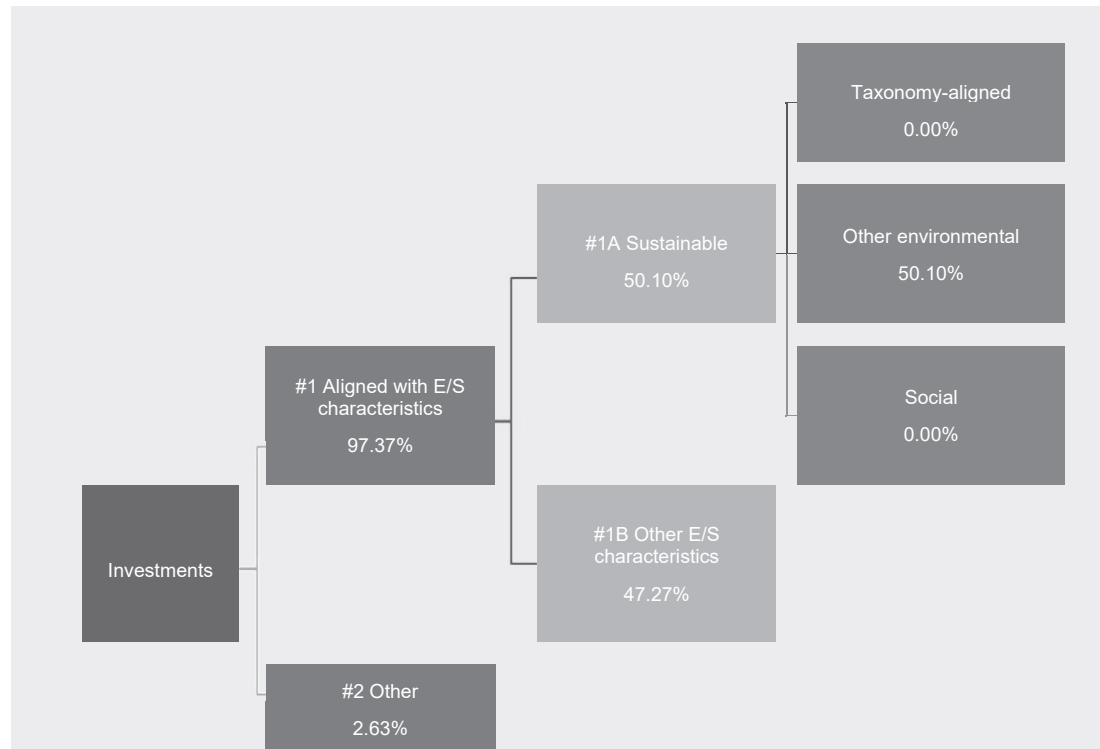 Taxonomy-aligned
0.00%
#1A Sustainable
50.10%
Other environmental
50.10%
#1 Aligned with E/S
characteristics
97.37%
Social
0.00%
Investments
#1B Other E/S
characteristics
47.27%
#2 Other
2.63%